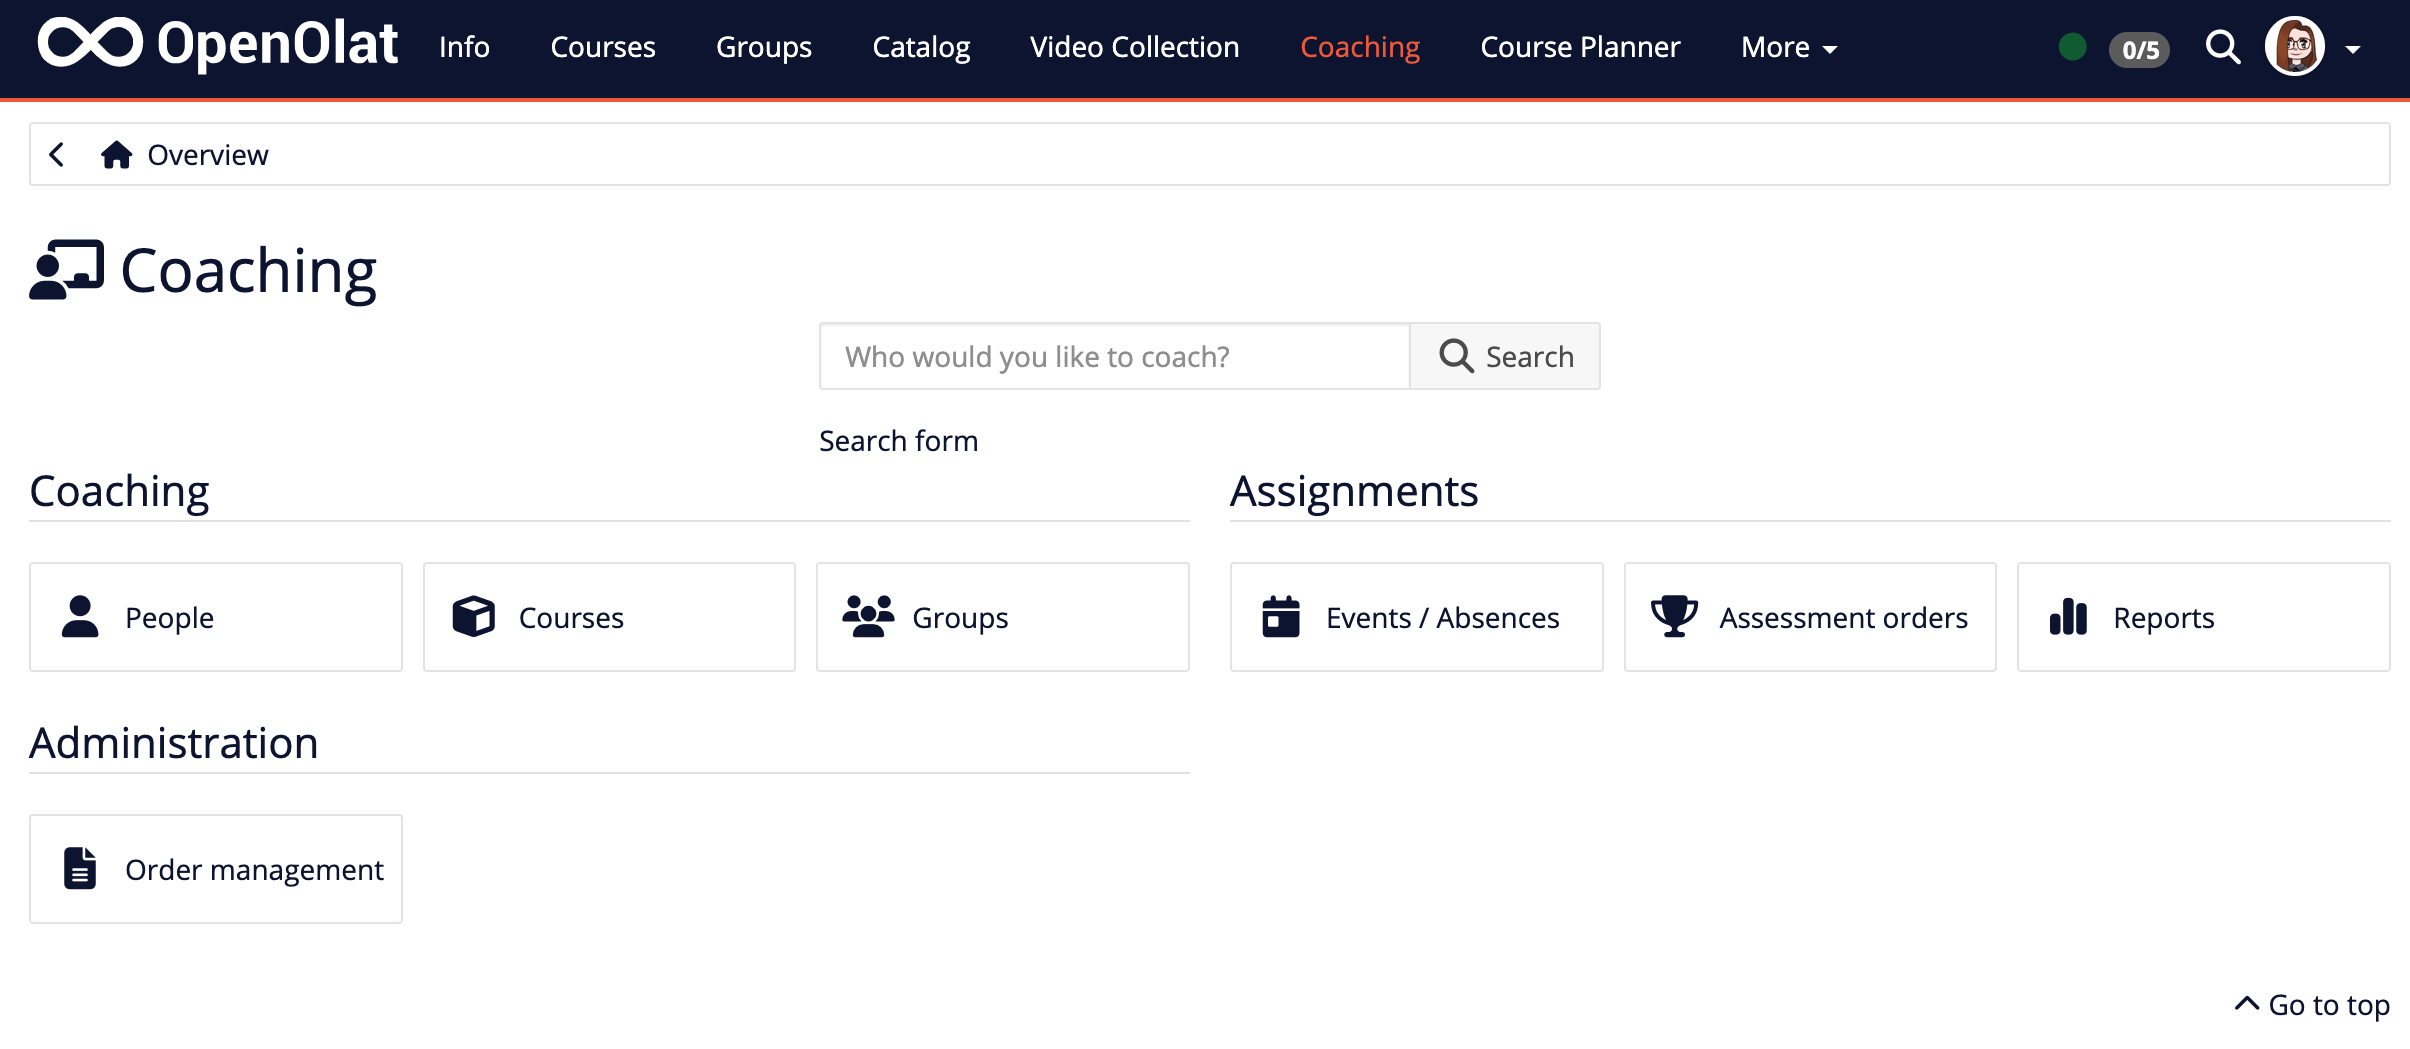 OpenOlat Info Courses Groups Catalog Video Collection Coaching Course Planner More 0/5
Overview
Coaching
Who would you like to coach? Search
Search form
Coaching
People Courses Groups
Assignments
Events / Absences Assessment orders Reports
Administration
Order management
Go to top